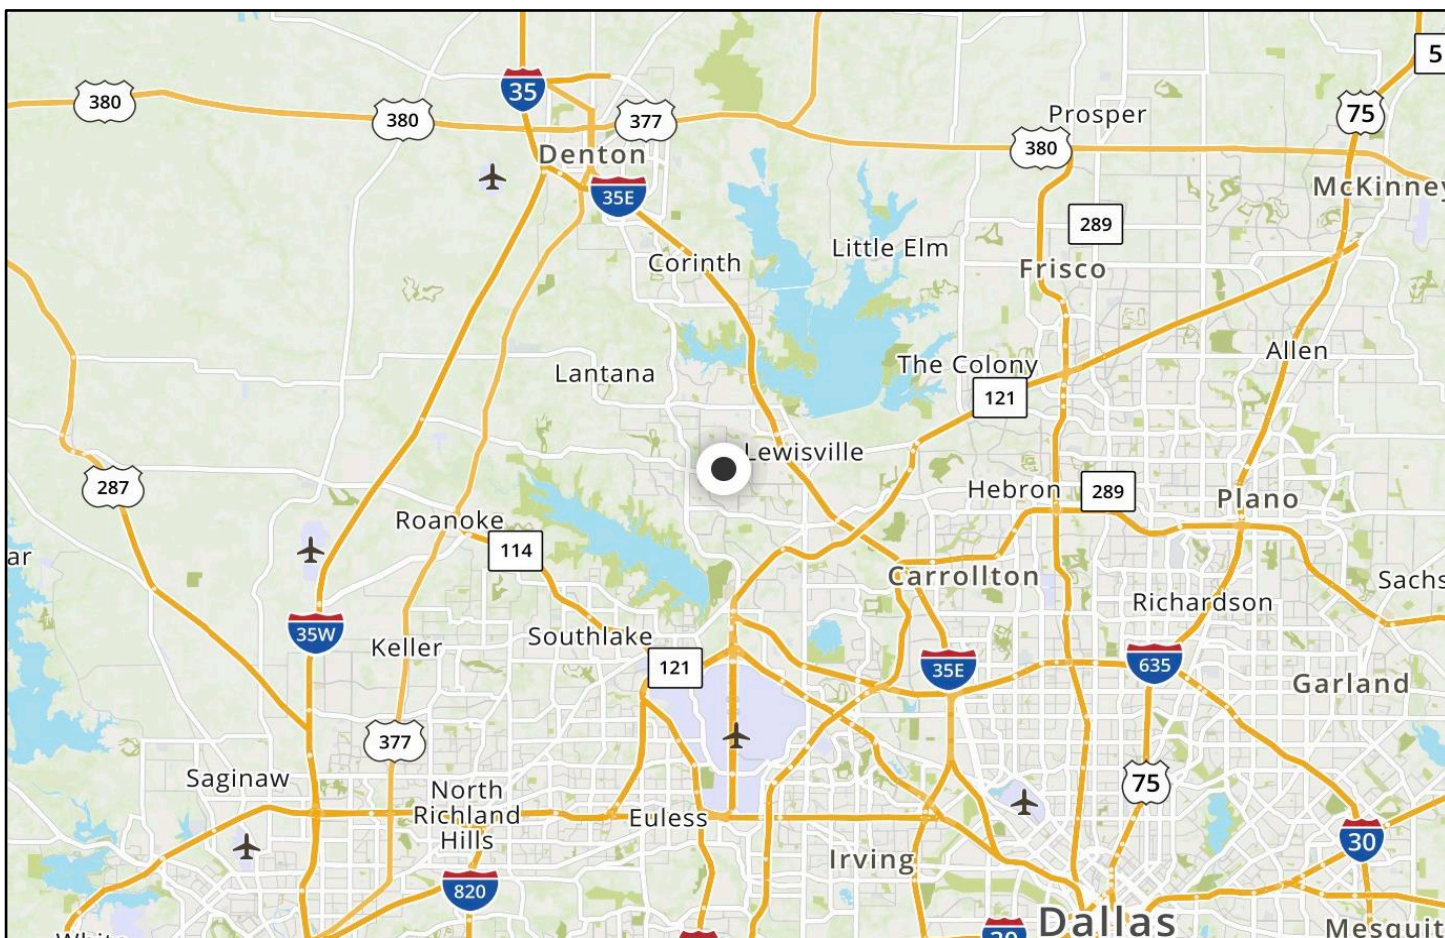 5
380
35
380
377
Prosper
75
Denton
380
McKinney
35E
289
Corinth
Little Elm
Frisco
Lantana
The Colony
Allen
121
Lewisville
287
Hebron
289
Plano
Roanoke
114
ar
Carrollton
Sachs
Richardson
35W
Keller
Southlake
121
35E
635
Garland
377
Saginaw
North
Richland
Hills
75
Euless
Irving
30
820
Dallas
Mesquit